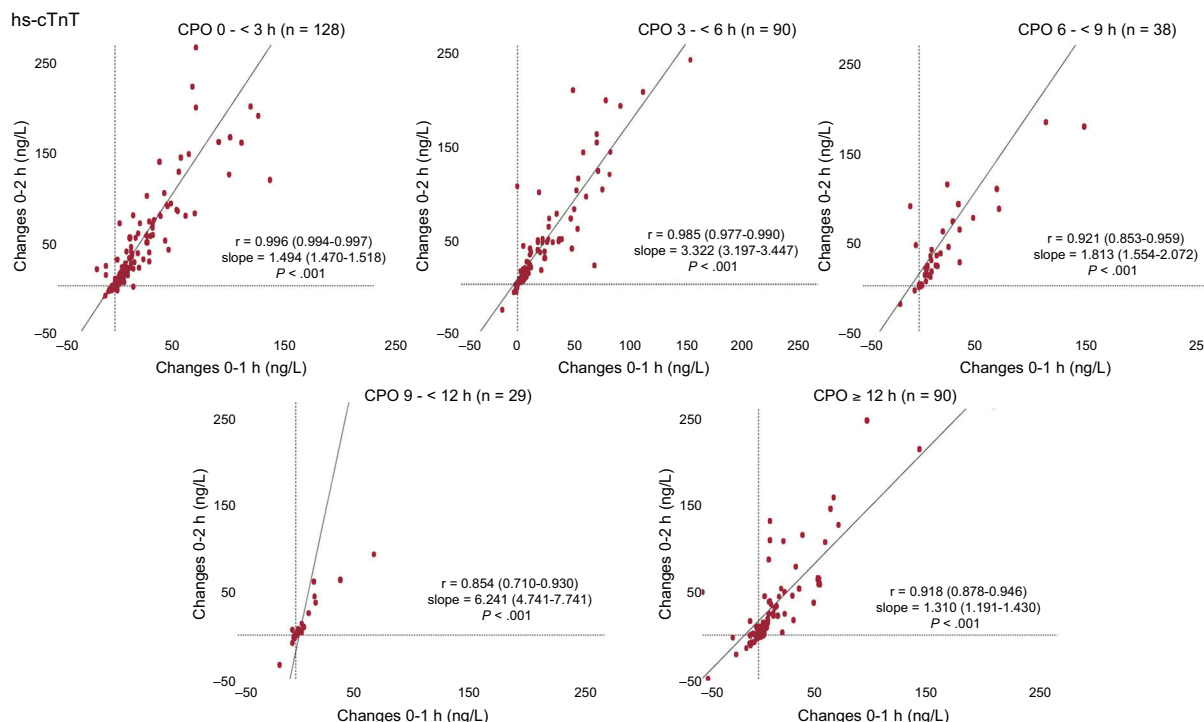 hs-cTnT
CPO 0 - < 3 h (n = 128)
250
150
50
–50
Changes 0-2 h (ng/L)
r = 0.996 (0.994-0.997)
slope = 1.494 (1.470-1.518)
P < .001
–50
50
150
250
Changes 0-1 h (ng/L)
CPO 3 - < 6 h (n = 90)
250
150
50
–50
Changes 0-2 h (ng/L)
r = 0.985 (0.977-0.990)
slope = 3.322 (3.197-3.447)
P < .001
–50
0
50
100
150
200
250
Changes 0-1 h (ng/L)
CPO 6 - < 9 h (n = 38)
250
150
50
–50
Changes 0-2 h (ng/L)
r = 0.921 (0.853-0.959)
slope = 1.813 (1.554-2.072)
P < .001
–50
50
150
Changes 0-1 h (ng/L)
CPO 9 - < 12 h (n = 29)
250
150
50
–50
Changes 0-2 h (ng/L)
r = 0.854 (0.710-0.930)
slope = 6.241 (4.741-7.741)
P < .001
–50
50
150
250
Changes 0-1 h (ng/L)
CPO ≥ 12 h (n = 90)
250
150
50
–50
Changes 0-2 h (ng/L)
r = 0.918 (0.878-0.946)
slope = 1.310 (1.191-1.430)
P < .001
–50
50
150
250
Changes 0-1 h (ng/L)